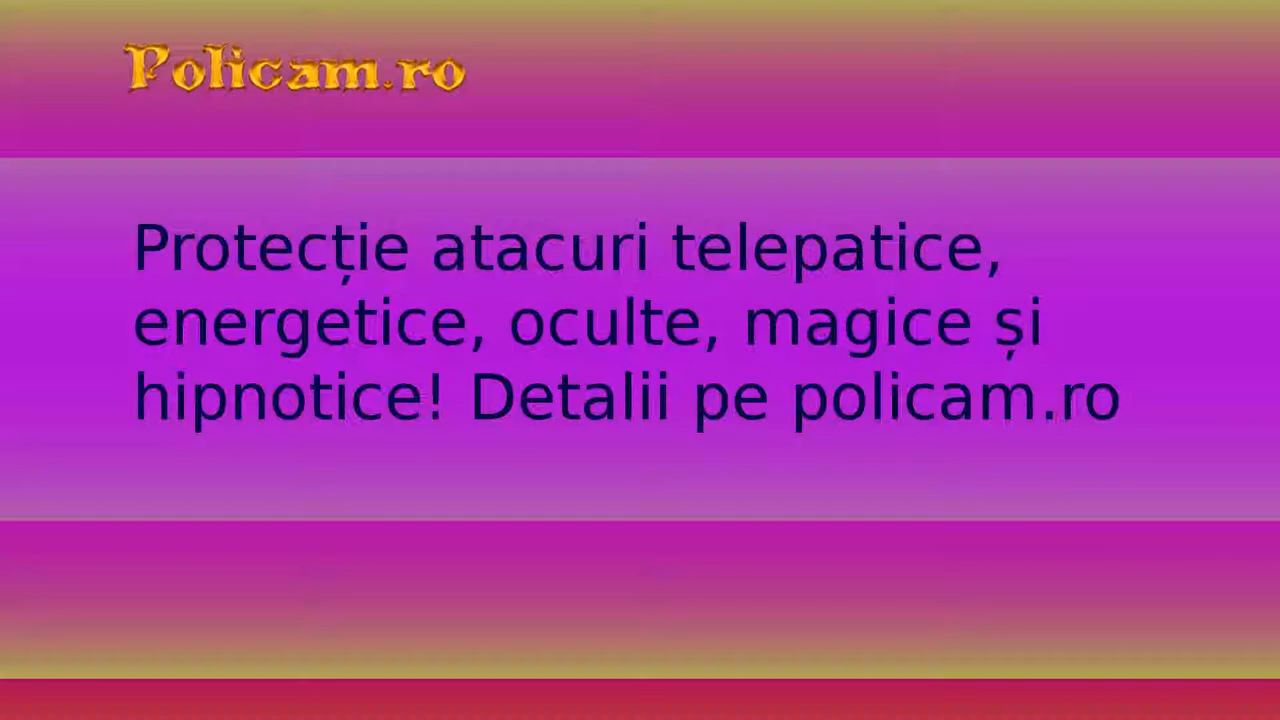 Policam.ro
Protecție atacuri telepatice,
energetice, oculte, magice și
hipnotice! Detalii pe policam.ro